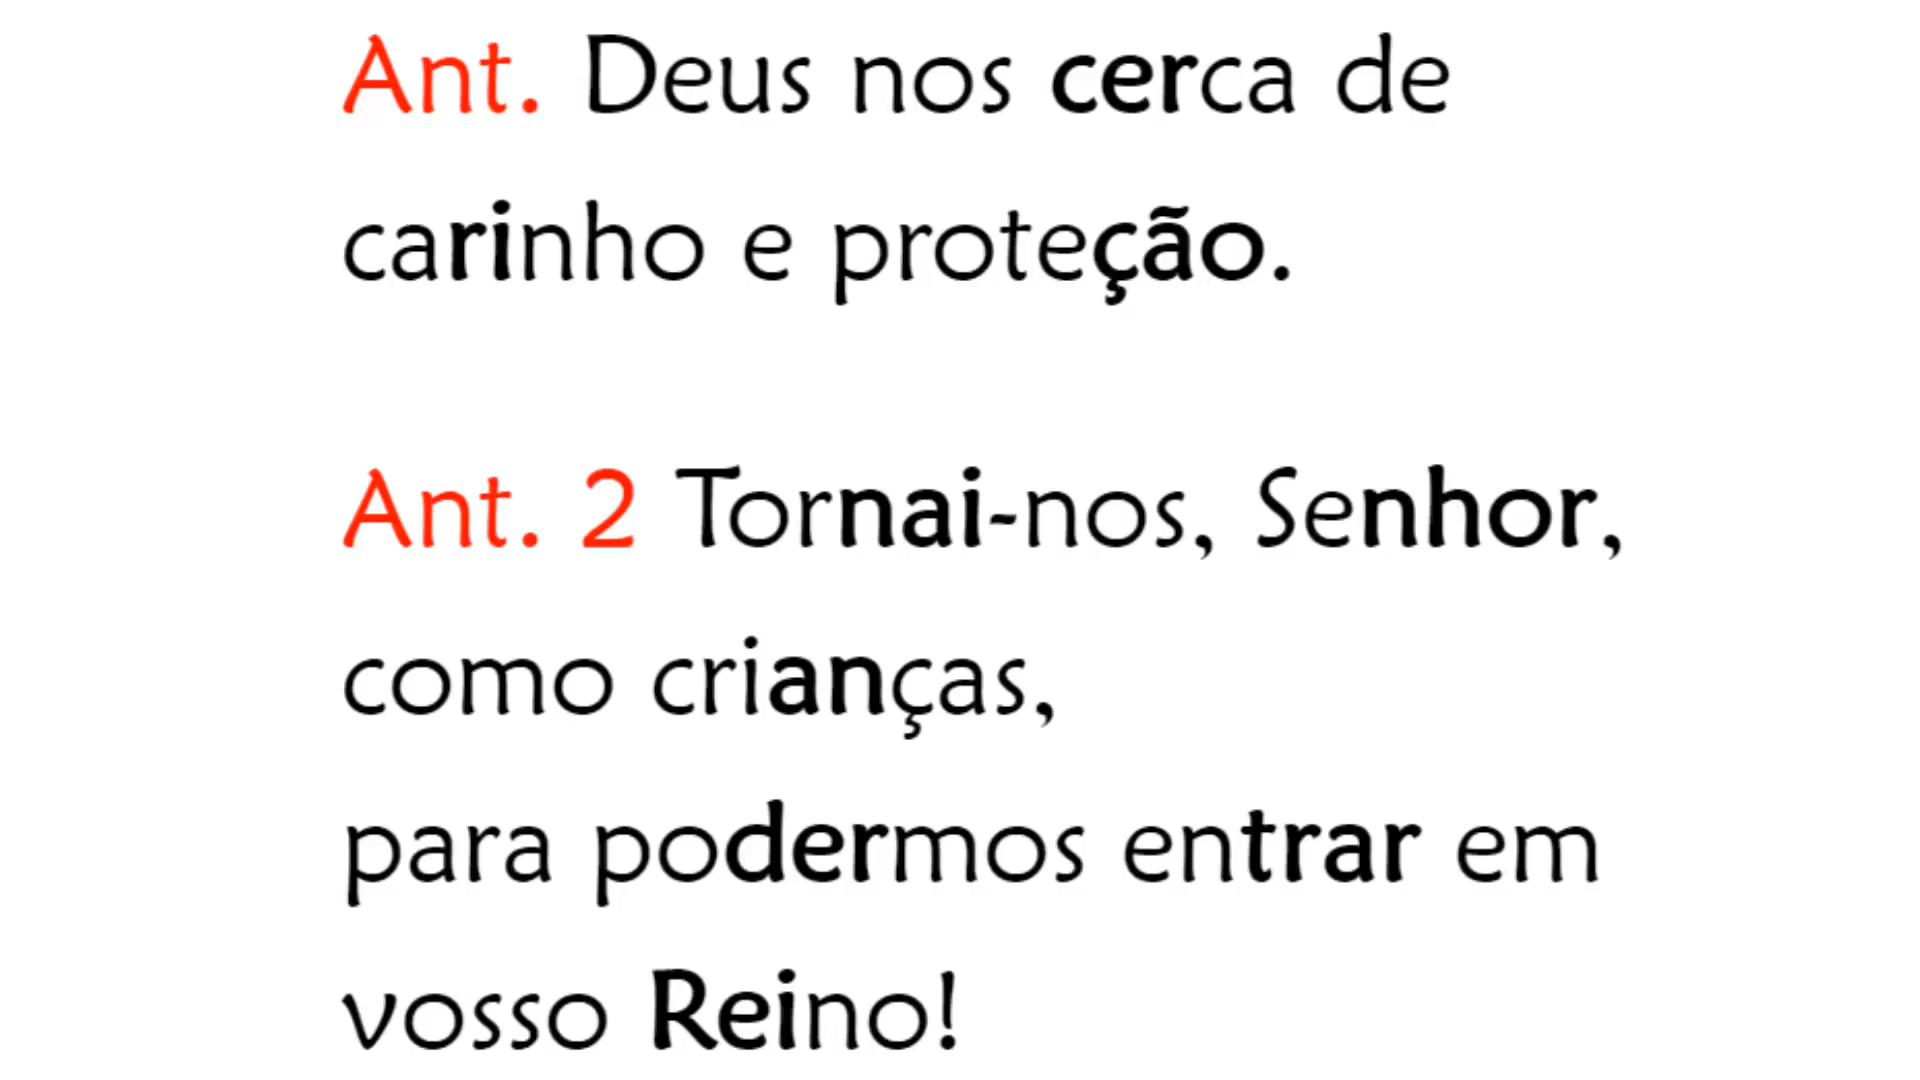 Ant. Deus nos cerca de
carinho e proteção.
Ant. 2 Tornai-nos, Senhor,
como crianças,
para podermos entrar em
vosso Reino!